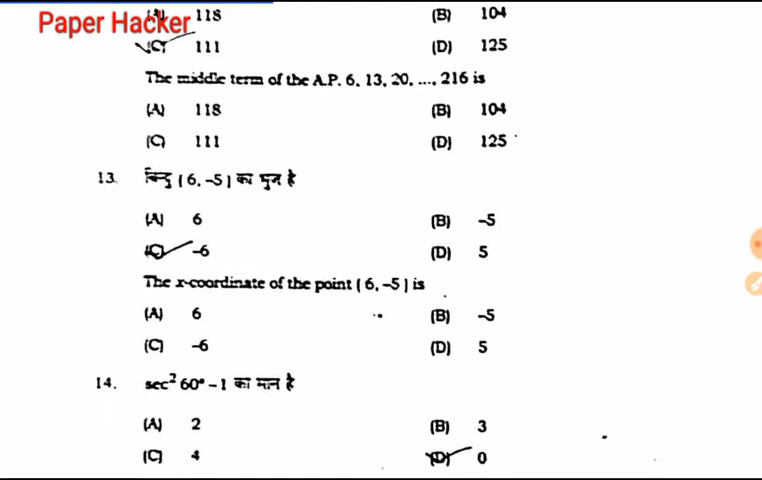 Paper Hacker
(A) 118 (B) 104
(C) 111 (D) 125
The middle term of the A.P. 6, 13, 20, ..., 216 is
(A) 118 (B) 104
(C) 111 (D) 125
13. बिन्दु ( 6, –5 ) का भुज है
(A) 6 (B) –5
(C) –6 (D) 5
The x-coordinate of the point ( 6, –5 ) is
(A) 6 (B) –5
(C) –6 (D) 5
14. sec² 60° – 1 का मान है
(A) 2 (B) 3
(C) 4 (D) 0